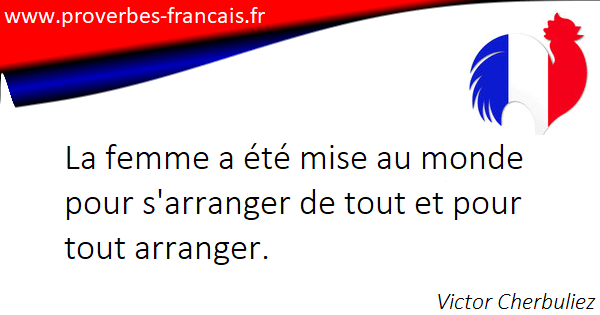 www.proverbes-francais.fr
La femme a été mise au monde
pour s'arranger de tout et pour
tout arranger.
Victor Cherbuliez